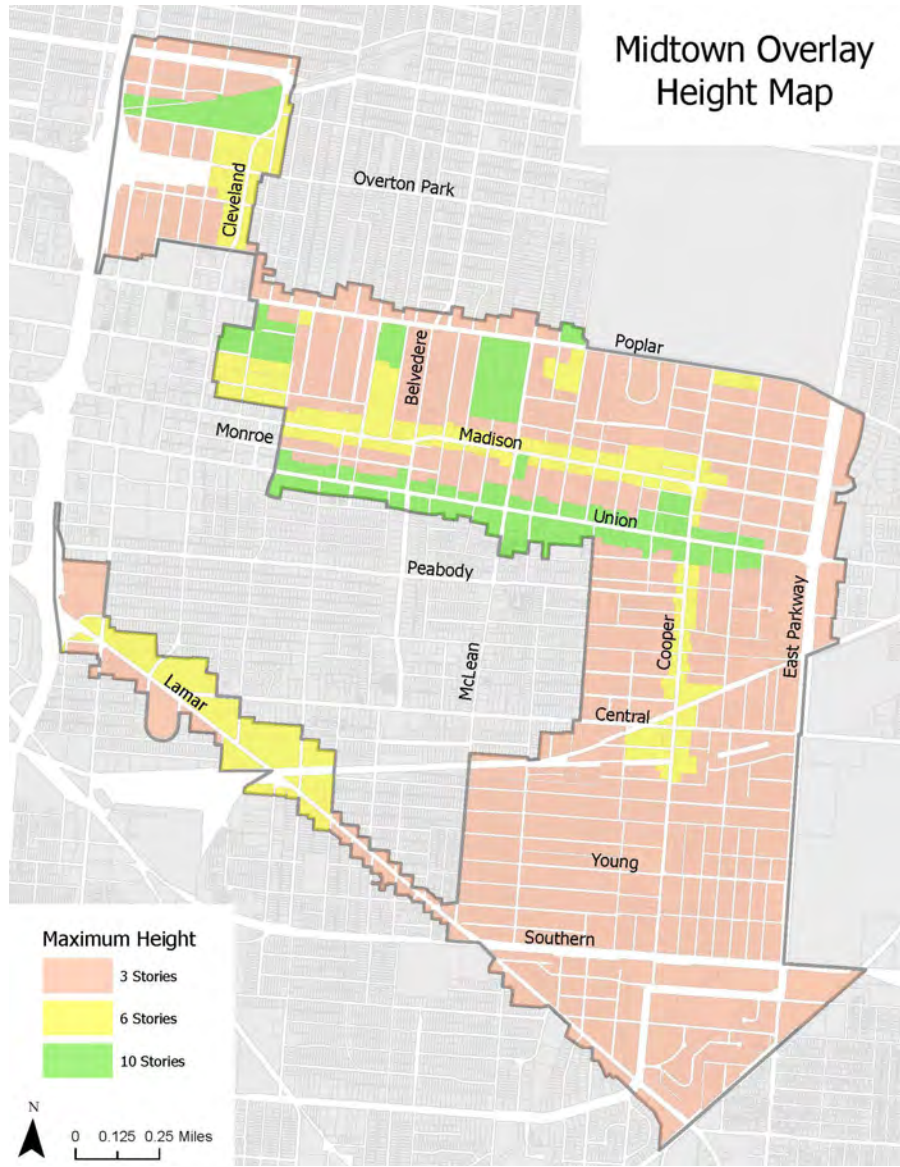 Midtown Overlay
Height Map
Overton Park
Cleveland
Poplar
Belvedere
Monroe
Madison
Union
Peabody
McLean
Cooper
East Parkway
Lamar
Central
Young
Southern
Maximum Height
3 Stories
6 Stories
10 Stories
N
0 0.125 0.25 Miles